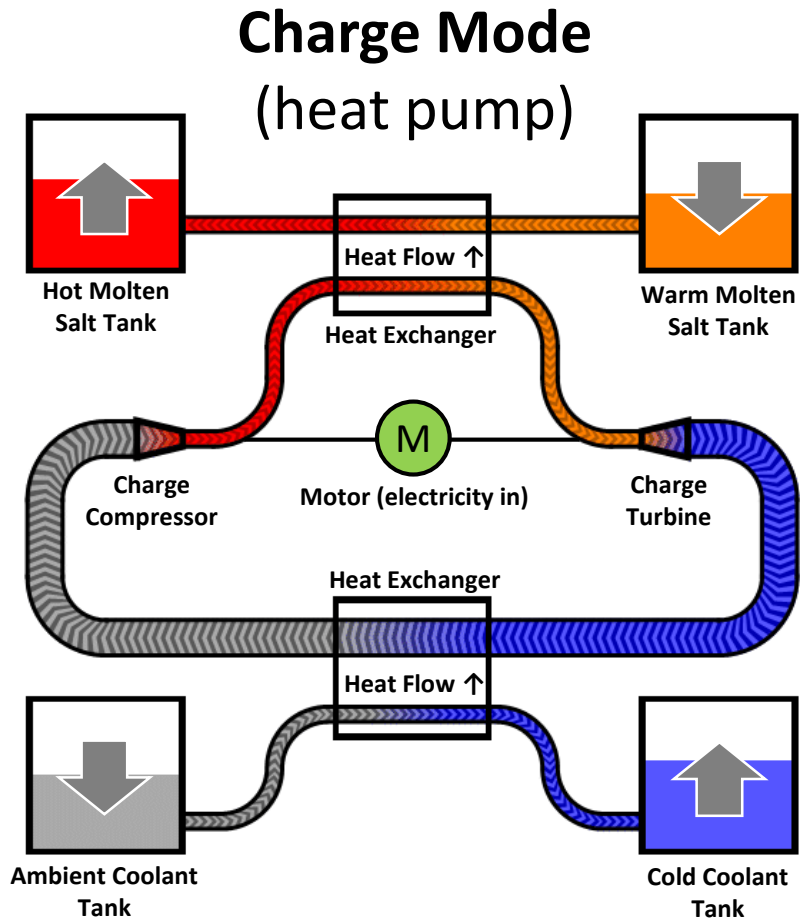 Charge Mode
(heat pump)
Heat Flow ↑
Hot Molten
Salt Tank
Warm Molten
Salt Tank
Heat Exchanger
M
Charge
Compressor
Motor (electricity in)
Charge
Turbine
Heat Exchanger
Heat Flow ↑
Ambient Coolant
Tank
Cold Coolant
Tank